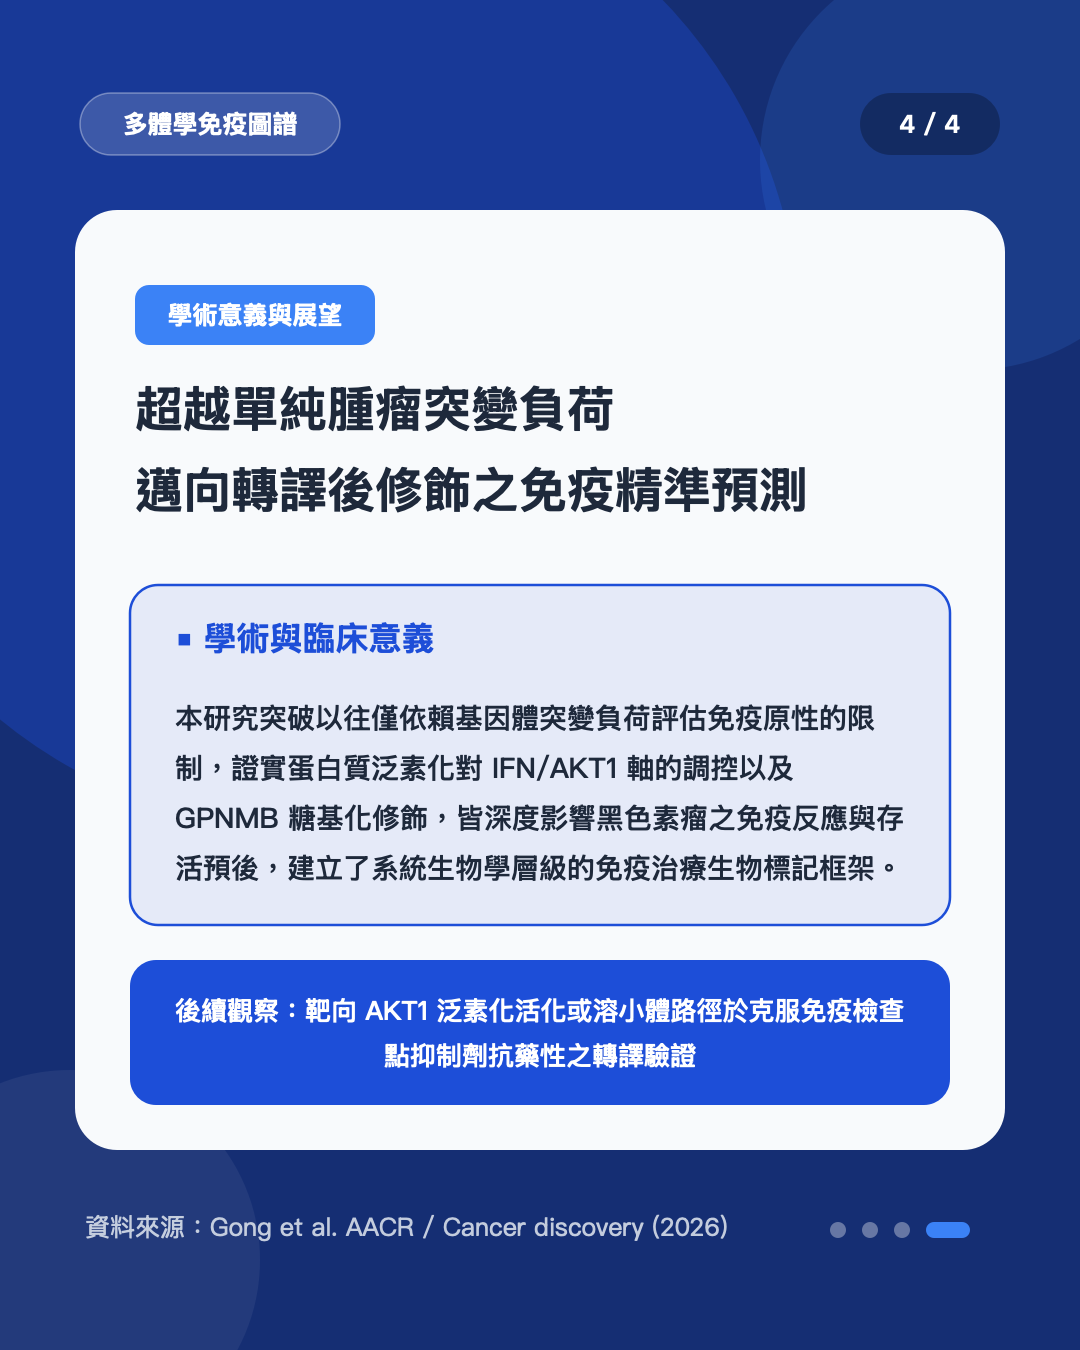 多體學免疫圖譜
4 / 4
學術意義與展望
超越單純腫瘤突變負荷
邁向轉譯後修飾之免疫精準預測
▪ 學術與臨床意義
本研究突破以往僅依賴基因體突變負荷評估免疫原性的限
制，證實蛋白質泛素化對 IFN/AKT1 軸的調控以及
GPNMB 糖基化修飾，皆深度影響黑色素瘤之免疫反應與存
活預後，建立了系統生物學層級的免疫治療生物標記框架。
後續觀察：靶向 AKT1 泛素化活化或溶小體路徑於克服免疫檢查
點抑制劑抗藥性之轉譯驗證
資料來源：Gong et al. AACR / Cancer discovery (2026)